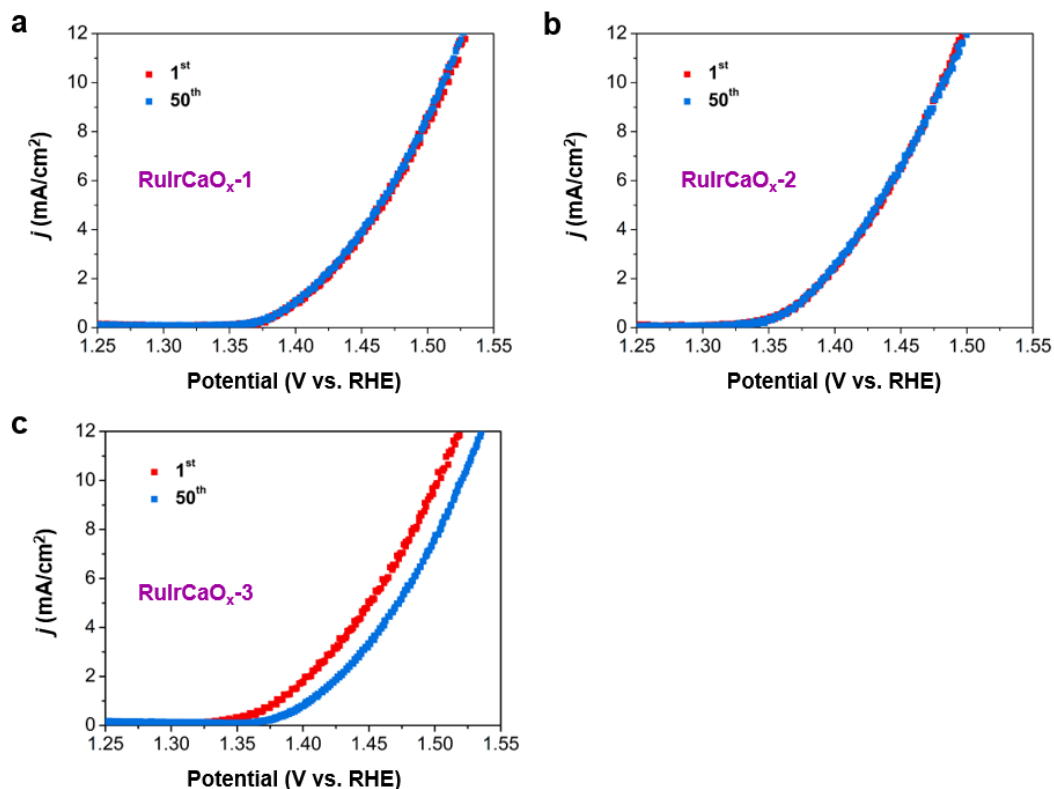 a
12
10
8
6
4
2
0
j (mA/cm²)
1ˢᵗ
50ᵗʰ
RuIrCaOₓ-1
1.25 1.30 1.35 1.40 1.45 1.50 1.55
Potential (V vs. RHE)
b
12
10
8
6
4
2
0
j (mA/cm²)
1ˢᵗ
50ᵗʰ
RuIrCaOₓ-2
1.25 1.30 1.35 1.40 1.45 1.50 1.55
Potential (V vs. RHE)
c
12
10
8
6
4
2
0
j (mA/cm²)
1ˢᵗ
50ᵗʰ
RuIrCaOₓ-3
1.25 1.30 1.35 1.40 1.45 1.50 1.55
Potential (V vs. RHE)